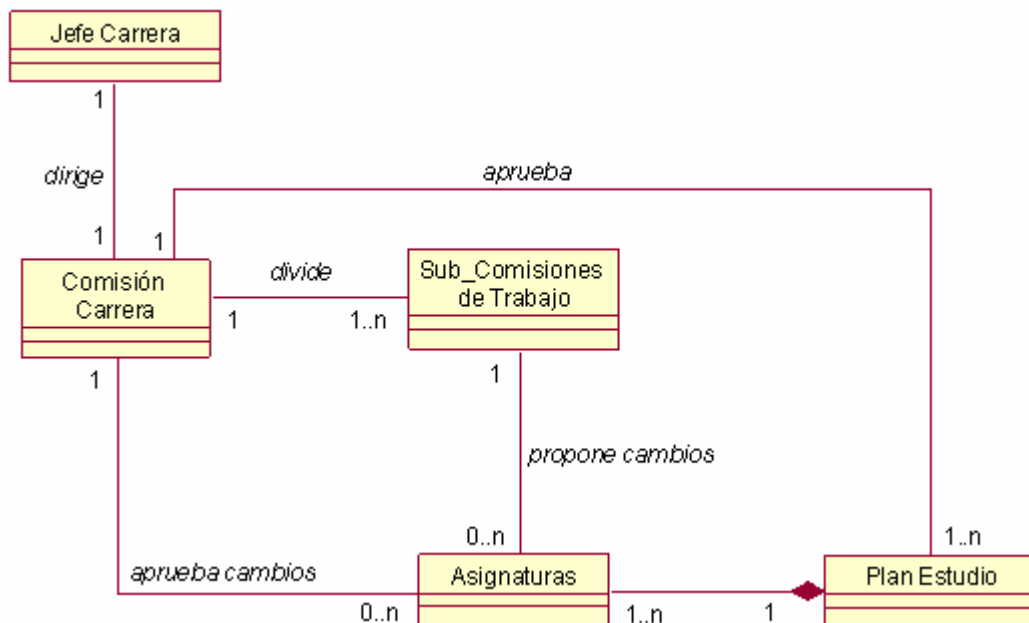 Jefe Carrera
1
dirige
aprueba
1
1
Comisión
Carrera
divide
Sub_Comisiones
de Trabajo
1
1..n
1
1
propone cambios
0..n
1..n
aprueba cambios
Asignaturas
Plan Estudio
0..n
1..n
1